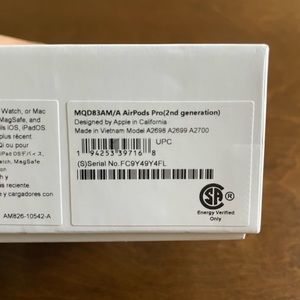 Watch, or Mac
MagSafe, and
iOS, iPadOS
plus récent
Qi ou pour
MagSafe
y cargadores con
AM826-10542-A
MQD83AM/A AirPods Pro(2nd generation)
Designed by Apple in California
Made in Vietnam Model A2698 A2699 A2700
UPC
1 94253 39716 8
(S)Serial No.FC9Y49Y4FL
SA
Energy Verified
Only